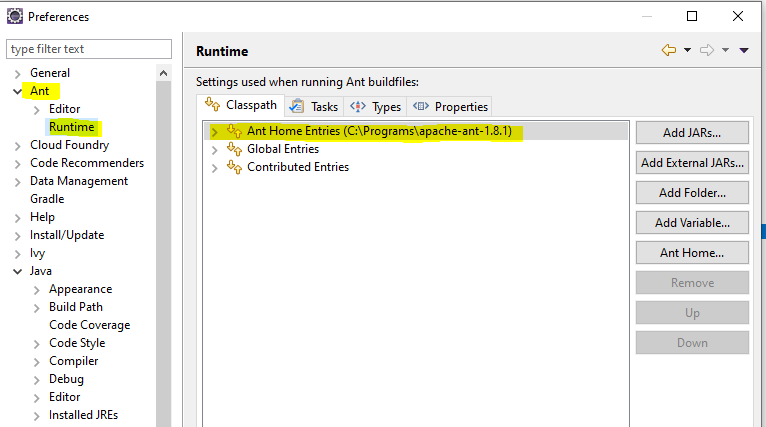 Preferences
type filter text
General
Ant
Editor
Runtime
Cloud Foundry
Code Recommenders
Data Management
Gradle
Help
Install/Update
Ivy
Java
Appearance
Build Path
Code Coverage
Code Style
Compiler
Debug
Editor
Installed JREs
Runtime
Settings used when running Ant buildfiles:
Classpath Tasks Types Properties
Ant Home Entries (C:\Programs\apache-ant-1.8.1)
Global Entries
Contributed Entries
Add JARs...
Add External JARs...
Add Folder...
Add Variable...
Ant Home...
Remove
Up
Down